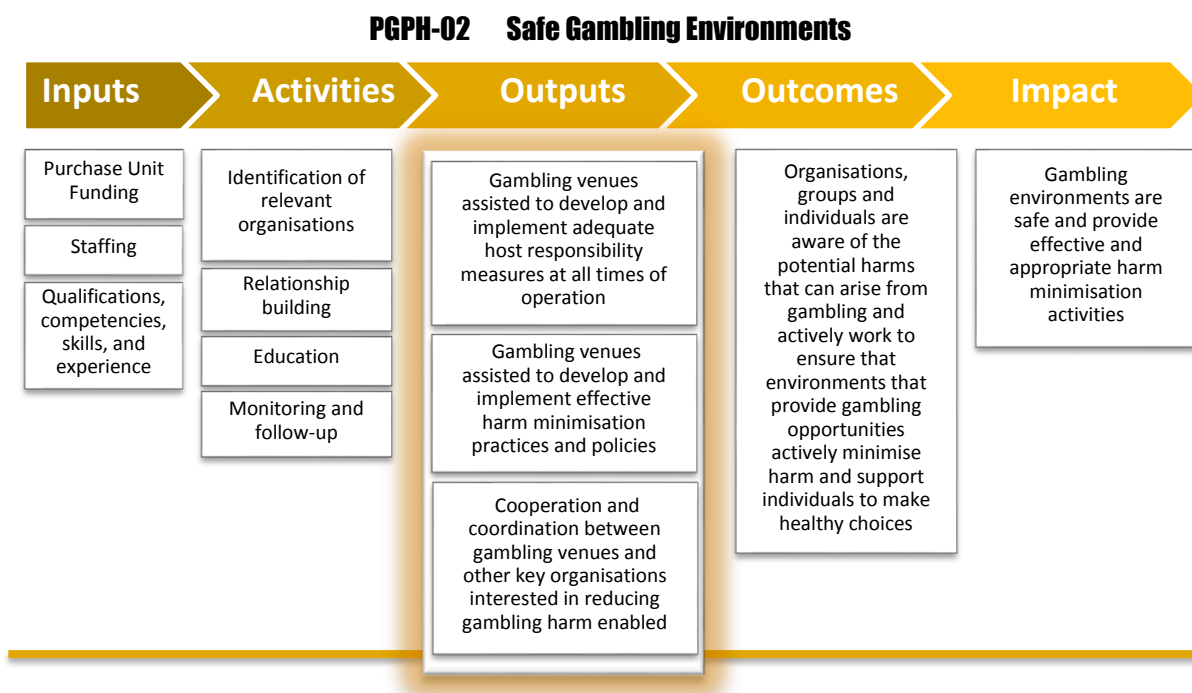 PGPH-02 Safe Gambling Environments
Inputs
Activities
Outputs
Outcomes
Impact
Purchase Unit
Funding
Staffing
Qualifications,
competencies,
skills, and
experience
Identification of
relevant
organisations
Relationship
building
Education
Monitoring and
follow-up
Gambling venues
assisted to develop and
implement adequate
host responsibility
measures at all times of
operation
Gambling venues
assisted to develop and
implement effective
harm minimisation
practices and policies
Cooperation and
coordination between
gambling venues and
other key organisations
interested in reducing
gambling harm enabled
Organisations,
groups and
individuals are
aware of the
potential harms
that can arise from
gambling and
actively work to
ensure that
environments that
provide gambling
opportunities
actively minimise
harm and support
individuals to make
healthy choices
Gambling
environments are
safe and provide
effective and
appropriate harm
minimisation
activities